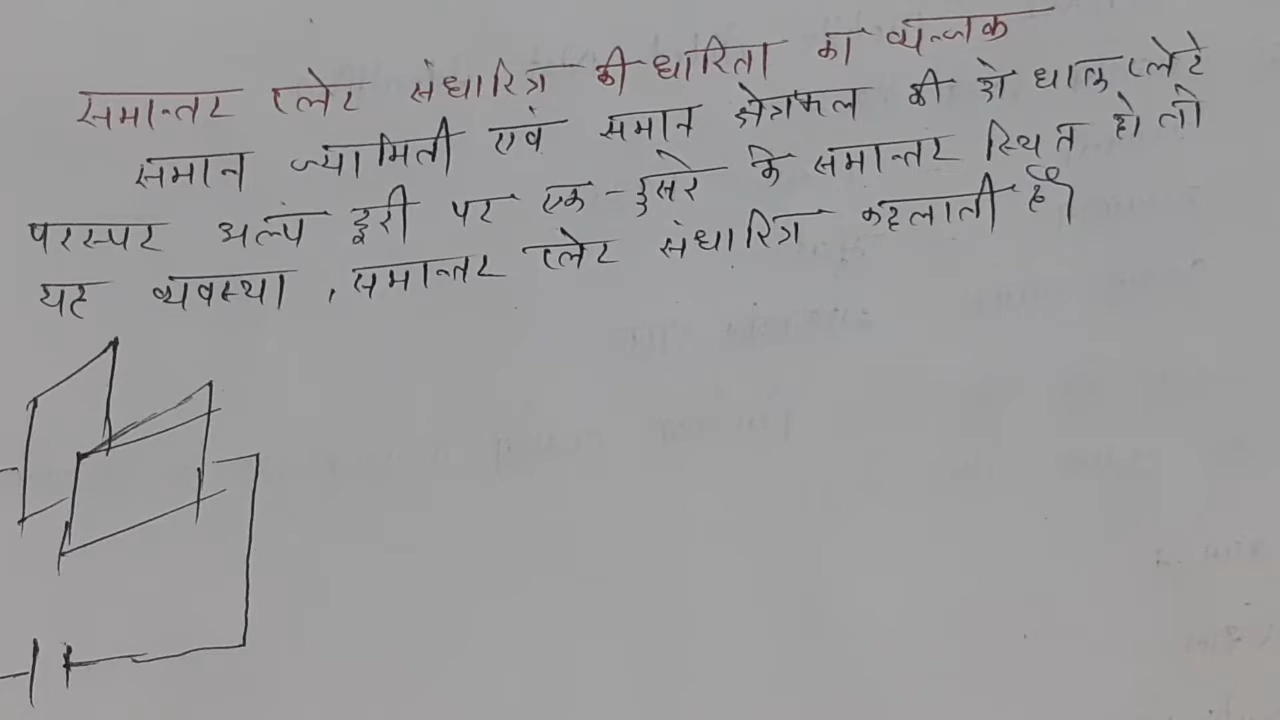 समान्तर प्लेट संधारित्र की धारिता का व्यन्जक
समान ज्यामिती एवं समान क्षेत्रफल की दो धातु प्लेटे
परस्पर अल्प दूरी पर एक-दुसरे के समान्तर स्थित हो तो
यह व्यवस्था, समान्तर प्लेट संधारित्र कहलाती है।